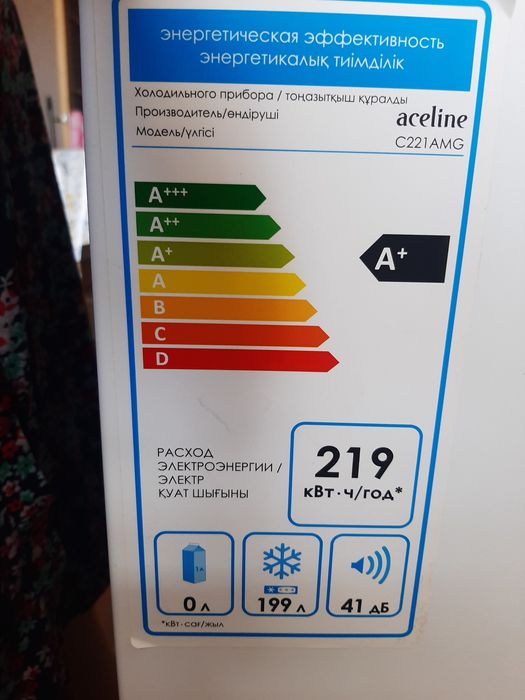 энергетическая эффективность
энергетикалық тиімділік
Холодильного прибора / тоңазытқыш құралды
Производитель/өндіруші
aceline
Модель/үлгісі
C221AMG
A+++
A++
A+
A+
A
B
C
D
РАСХОД
ЭЛЕКТРОЭНЕРГИИ /
ЭЛЕКТР
ҚУАТ ШЫҒЫНЫ
219
кВт·ч/год*
1л
0 л
199 л
41 дБ
*кВт·сағ/жыл